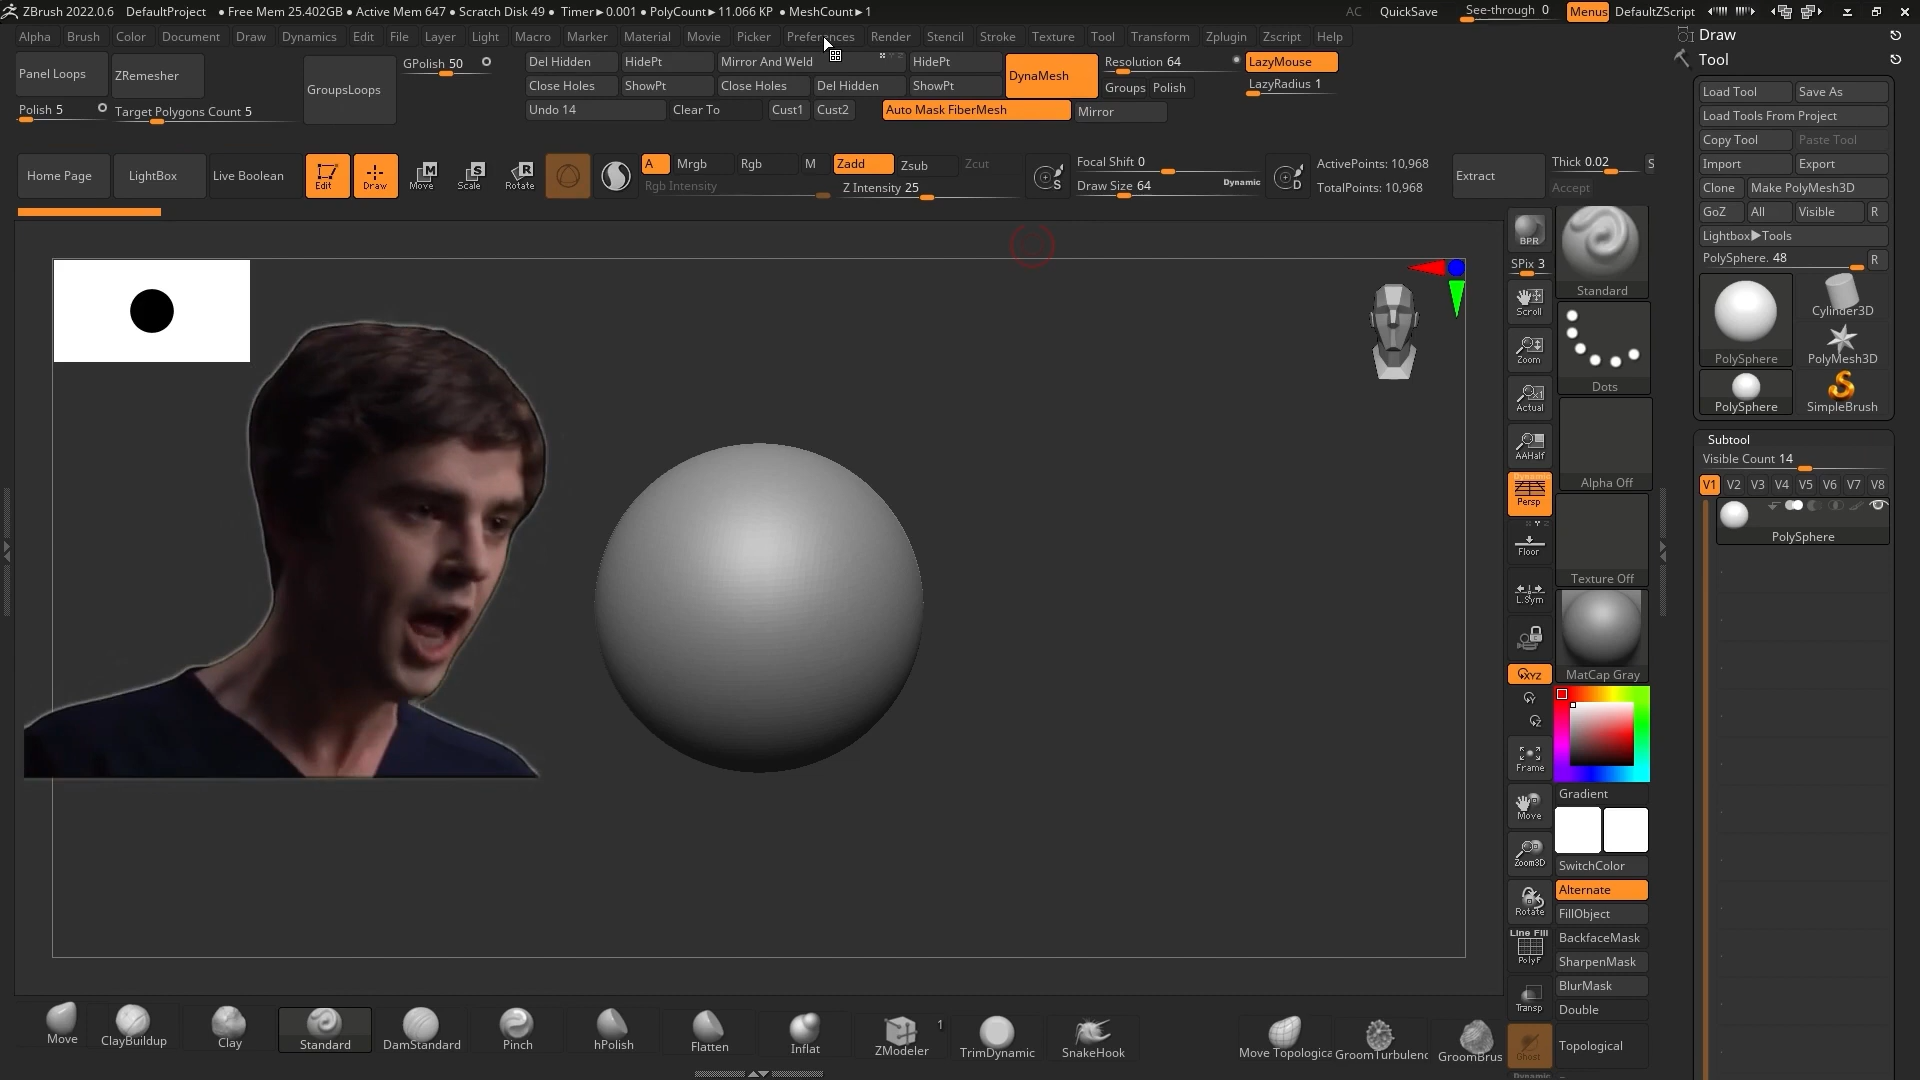 ZBrush 2022.0.6 DefaultProject • Free Mem 25.402GB • Active Mem 647 • Scratch Disk 49 • Timer►0.001 • PolyCount►11.066 KP • MeshCount►1 AC QuickSave See-through 0 Menus DefaultZScript
Alpha Brush Color Document Draw Dynamics Edit File Layer Light Macro Marker Material Movie Picker Preferences Render Stencil Stroke Texture Tool Transform Zplugin Zscript Help
Draw
Tool
Panel Loops ZRemesher GroupsLoops GPolish 50
Del Hidden HidePt Mirror And Weld HidePt DynaMesh Resolution 64 LazyMouse
Close Holes ShowPt Close Holes Del Hidden ShowPt Groups Polish LazyRadius 1
Polish 5 Target Polygons Count 5 Undo 14 Clear To Cust1 Cust2 Auto Mask FiberMesh Mirror
Home Page LightBox Live Boolean Edit Draw Move Scale Rotate
A Mrgb Rgb M Zadd Zsub Zcut
Rgb Intensity Z Intensity 25
S Focal Shift 0
Draw Size 64 Dynamic D
ActivePoints: 10,968
TotalPoints: 10,968
Extract Thick 0.02 S
Accept
Load Tool Save As
Load Tools From Project
Copy Tool Paste Tool
Import Export
Clone Make PolyMesh3D
GoZ All Visible R
Lightbox►Tools
PolySphere. 48 R
PolySphere Cylinder3D
PolyMesh3D
PolySphere SimpleBrush
Subtool
Visible Count 14
V1 V2 V3 V4 V5 V6 V7 V8
PolySphere
BPR
SPix 3
Scroll
Zoom
Actual
AAHalf
Dynamic
Persp
Floor
L.Sym
XYZ
Y
Z
Frame
Move
Zoom3D
Rotate
Line Fill
PolyF
Transp
Ghost
Dynamic
Standard
Dots
Alpha Off
Texture Off
MatCap Gray
Gradient
SwitchColor
Alternate
FillObject
BackfaceMask
SharpenMask
BlurMask
Double
Topological
Move ClayBuildup Clay Standard DamStandard Pinch hPolish Flatten Inflat ZModeler 1 TrimDynamic SnakeHook Move Topologica GroomTurbulenc GroomBrus